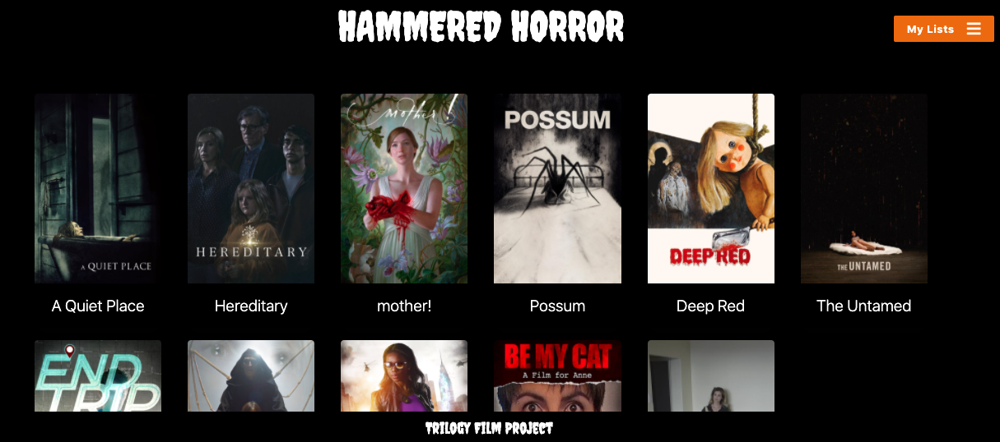 HAMMERED HORROR
My Lists
mother!
POSSUM
A QUIET PLACE
HEREDITARY
DEEP RED
THE UNTAMED
A Quiet Place
Hereditary
mother!
Possum
Deep Red
The Untamed
END
TRIP
BE MY CAT
A Film for Anne
TRILOGY FILM PROJECT